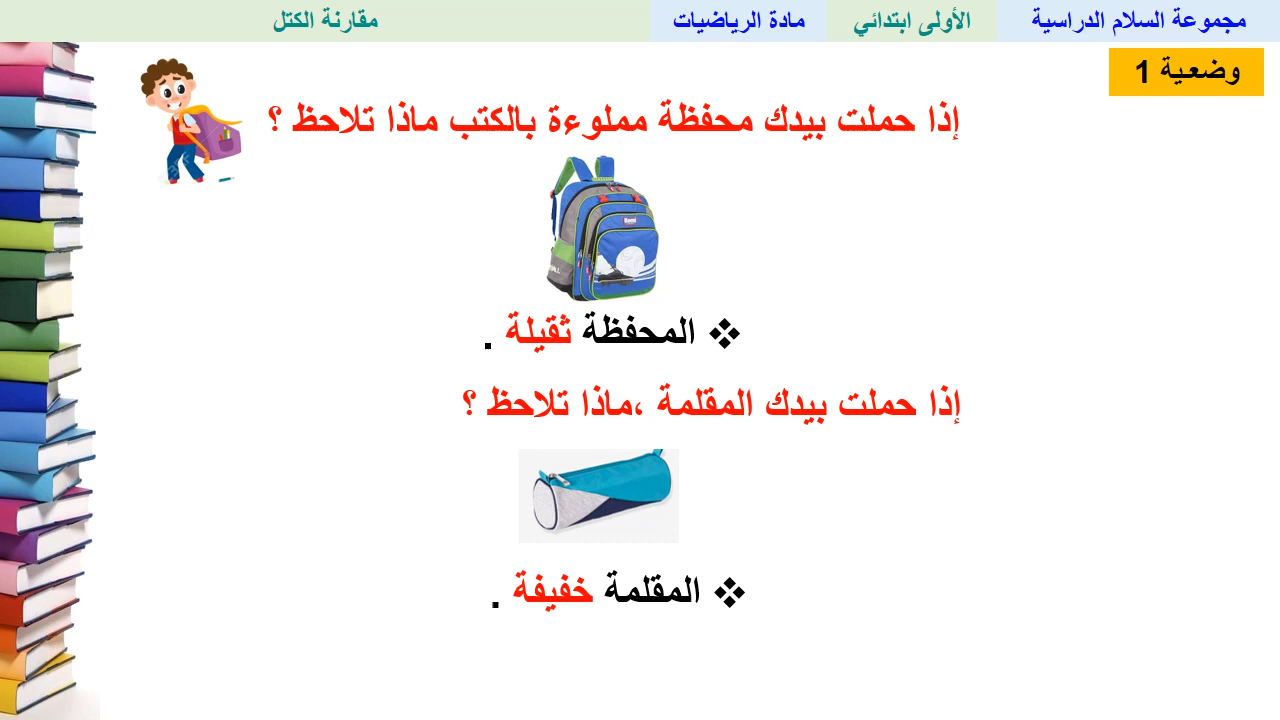 مجموعة السلام الدراسية
الأولى ابتدائي
مادة الرياضيات
مقارنة الكتل
وضعية 1
إذا حملت بيدك محفظة مملوءة بالكتب ماذا تلاحظ ؟
❖ المحفظة ثقيلة .
إذا حملت بيدك المقلمة ،ماذا تلاحظ ؟
❖ المقلمة خفيفة .